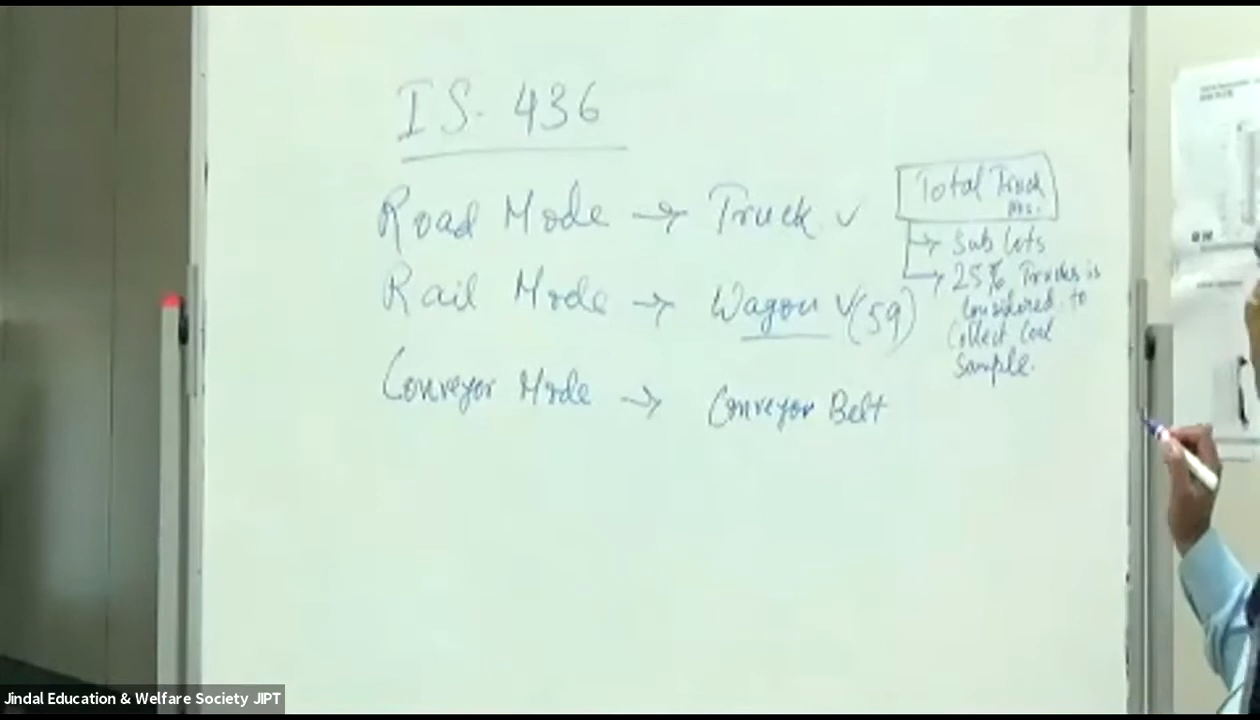 IS. 436
Road Mode → Truck ✓
Rail Mode → Wagon ✓(59)
Conveyor Mode → Conveyor Belt
Total Truck
Nos.
→ Sub lots
→ 25% Trucks is
Considered to
Collect Coal
Sample.
Jindal Education & Welfare Society JIPT